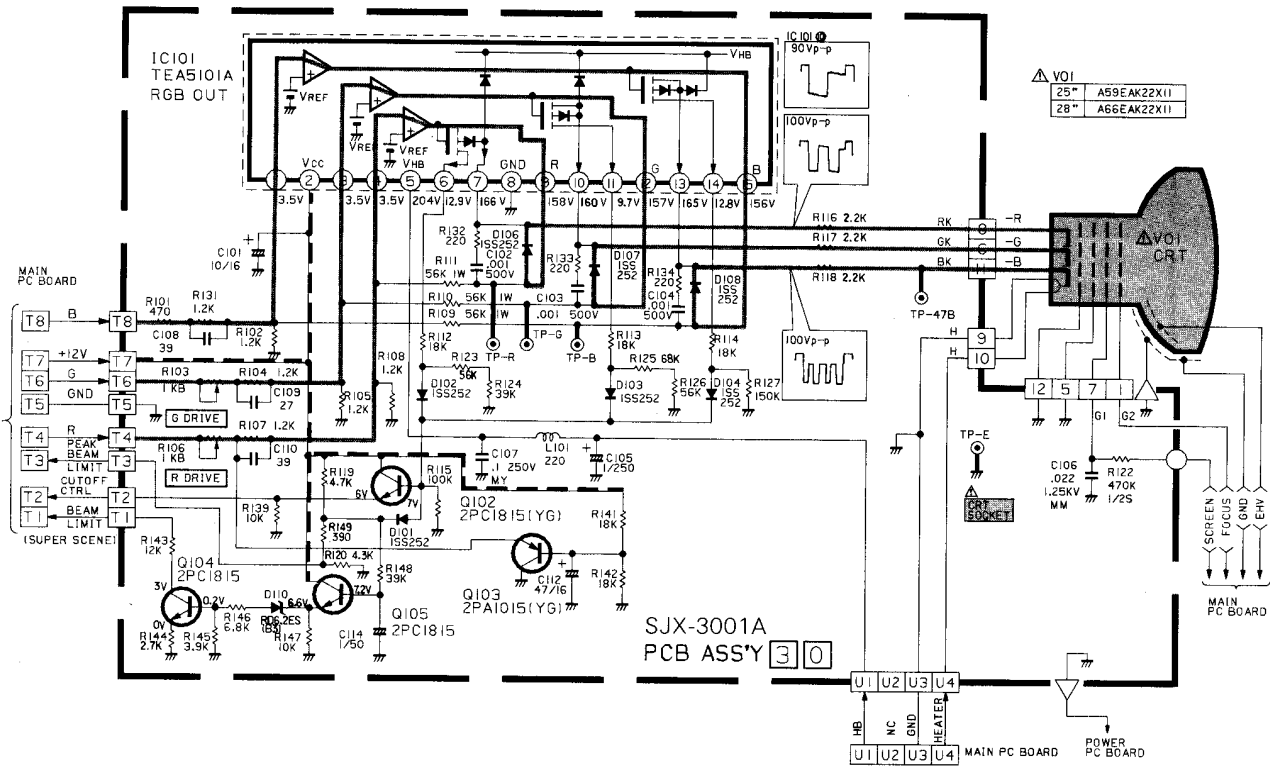 IC101
TEA5101A
RGB OUT
VREF
VREF
VREF
VHB
IC101
90Vp-p
100Vp-p
100Vp-p
⚠ V01
25" A59EAK22X11
28" A66EAK22X11
VCC
VHB
GND
R
G
B
1 2 3 4 5 6 7 8 9 10 11 12 13 14 15
3.5V 3.5V 3.5V 204V 12.9V 166V 158V 160V 9.7V 157V 165V 12.8V 156V
C101
10/16
R132
220
D106
1SS252
C102
.001
500V
R111
56K 1W
R110 56K 1W
R109 56K 1W
R133
220
C103
.001 500V
D107
1SS
252
R134
220
C104
.001
500V
D108
1SS
252
R116 2.2K
R117 2.2K
R118 2.2K
RK
GK
BK
8
6
11
-R
-G
-B
⚠ V01
CRT
TP-47B
TP-R
TP-G
TP-B
H 9
H 10
12 5 7 1
G1 G2
MAIN
PC BOARD
T8 B T8
T7 +12V T7
T6 G T6
T5 GND T5
T4 R T4
T3 PEAK BEAM LIMIT T3
T2 CUTOFF CTRL T2
T1 BEAM LIMIT T1
(SUPER SCENE)
R101
470
R131
1.2K
C108
39
R102
1.2K
R103
1 KB
R104 1.2K
C109
27
G DRIVE
R105
1.2K
R108
1.2K
R107 1.2K
R106
1 KB
C110
39
R DRIVE
R112
18K
R123
56K
R124
39K
D102
1SS252
R113
18K
R125 68K
D103
1SS252
R126
56K
R114
18K
D104
1SS
252
R127
150K
C107
.1 250V
MY
L101
220
C105
1/250
R119
4.7K
6V
7V
R115
100K
Q102
2PC1815(YG)
R139
10K
R149
390
D101
1SS252
R120 4.3K
R148
39K
R141
18K
R142
18K
C112
47/16
Q103
2PA1015(YG)
R143
12K
Q104
2PC1815
3V
0.2V
0V
D110
RD6.2ES
(B3)
6.6V
7.2V
R146
6.8K
R147
10K
R144
2.7K
R145
3.9K
C114
1/50
Q105
2PC1815
TP-E
⚠
CRT
SOCKET
C106
.022
1.25KV
MM
R122
470K
1/2S
SCREEN
FOCUS
GND
EHV
MAIN
PC BOARD
SJX-3001A
PCB ASS'Y 3 0
U1 U2 U3 U4
HB
NC
GND
HEATER
U1 U2 U3 U4 MAIN PC BOARD
POWER
PC BOARD